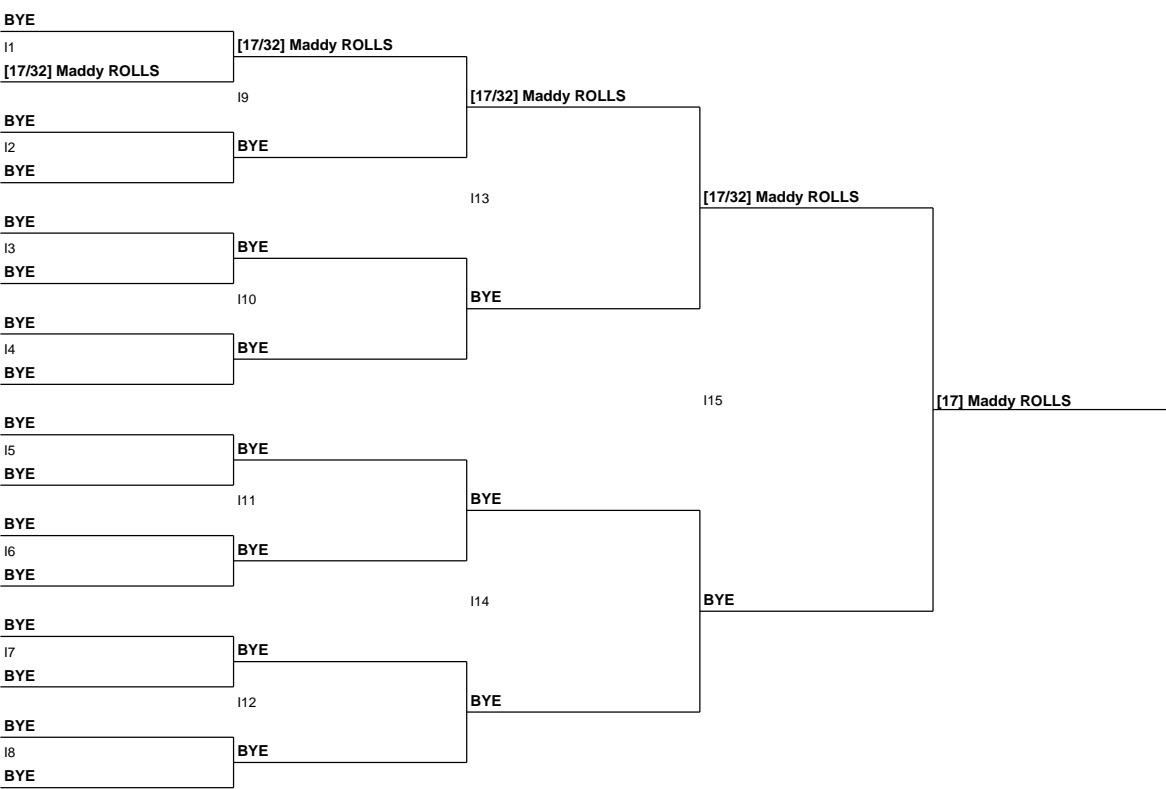 BYE
I1
[17/32] Maddy ROLLS
[17/32] Maddy ROLLS
I9
[17/32] Maddy ROLLS
BYE
I2
BYE
BYE
I13
[17/32] Maddy ROLLS
BYE
I3
BYE
BYE
I10
BYE
BYE
I4
BYE
BYE
I15
[17] Maddy ROLLS
BYE
I5
BYE
BYE
I11
BYE
BYE
I6
BYE
BYE
I14
BYE
BYE
I7
BYE
BYE
I12
BYE
BYE
I8
BYE
BYE